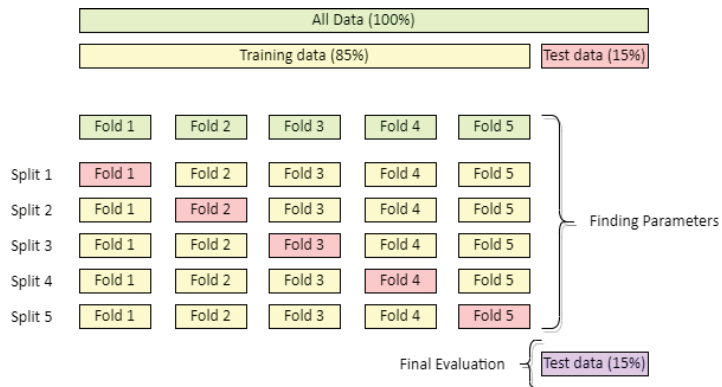 All Data (100%)
Training data (85%) Test data (15%)
Fold 1 Fold 2 Fold 3 Fold 4 Fold 5
Split 1 Fold 1 Fold 2 Fold 3 Fold 4 Fold 5
Split 2 Fold 1 Fold 2 Fold 3 Fold 4 Fold 5
Finding Parameters
Split 3 Fold 1 Fold 2 Fold 3 Fold 4 Fold 5
Split 4 Fold 1 Fold 2 Fold 3 Fold 4 Fold 5
Split 5 Fold 1 Fold 2 Fold 3 Fold 4 Fold 5
Final Evaluation Test data (15%)